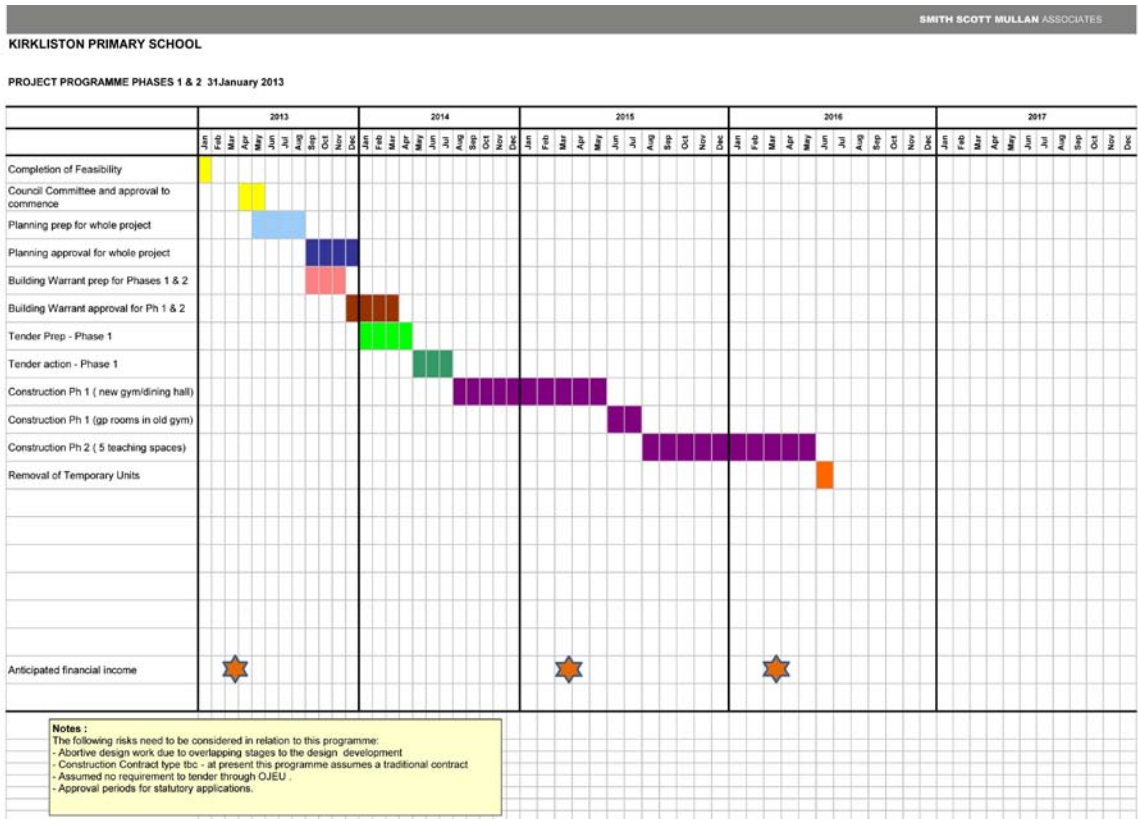 SMITH SCOTT MULLAN ASSOCIATES
KIRKLISTON PRIMARY SCHOOL
PROJECT PROGRAMME PHASES 1 & 2 31January 2013
2013 2014 2015 2016 2017
Jan Feb Mar Apr May Jun Jul Aug Sep Oct Nov Dec Jan Feb Mar Apr May Jun Jul Aug Sep Oct Nov Dec Jan Feb Mar Apr May Jun Jul Aug Sep Oct Nov Dec Jan Feb Mar Apr May Jun Jul Aug Sep Oct Nov Dec Jan Feb Mar Apr May Jun Jul Aug Sep Oct Nov Dec
Completion of Feasibility
Council Committee and approval to
commence
Planning prep for whole project
Planning approval for whole project
Building Warrant prep for Phases 1 & 2
Building Warrant approval for Ph 1 & 2
Tender Prep - Phase 1
Tender action - Phase 1
Construction Ph 1 ( new gym/dining hall)
Construction Ph 1 (gp rooms in old gym)
Construction Ph 2 ( 5 teaching spaces)
Removal of Temporary Units
Anticipated financial income
Notes :
The following risks need to be considered in relation to this programme:
- Abortive design work due to overlapping stages to the design development
- Construction Contract type tbc - at present this programme assumes a traditional contract
- Assumed no requirement to tender through OJEU .
- Approval periods for statutory applications.